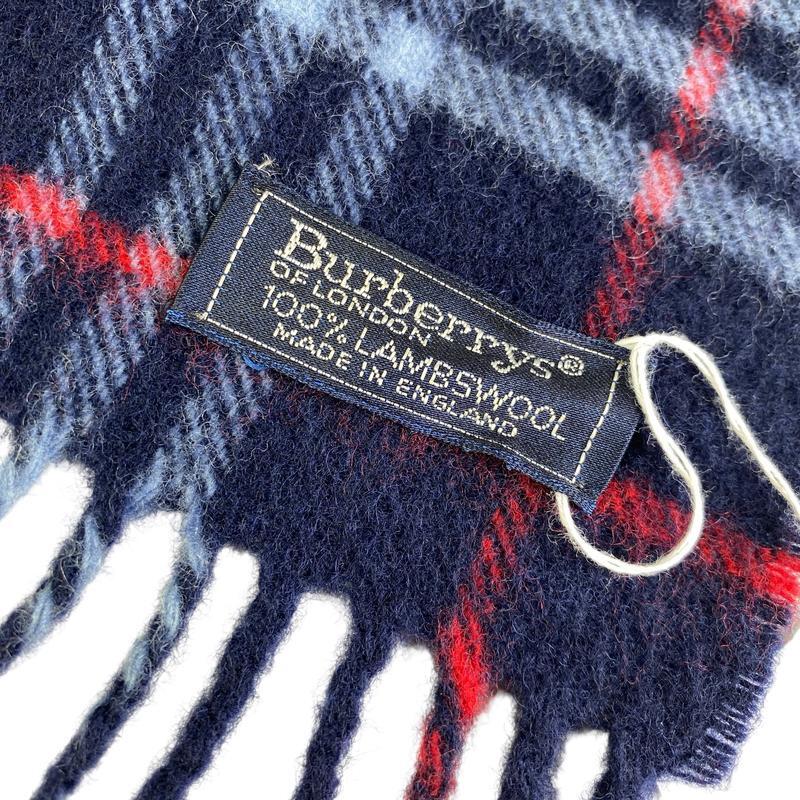 Burberrys®
OF LONDON
100% LAMBSWOOL
MADE IN ENGLAND